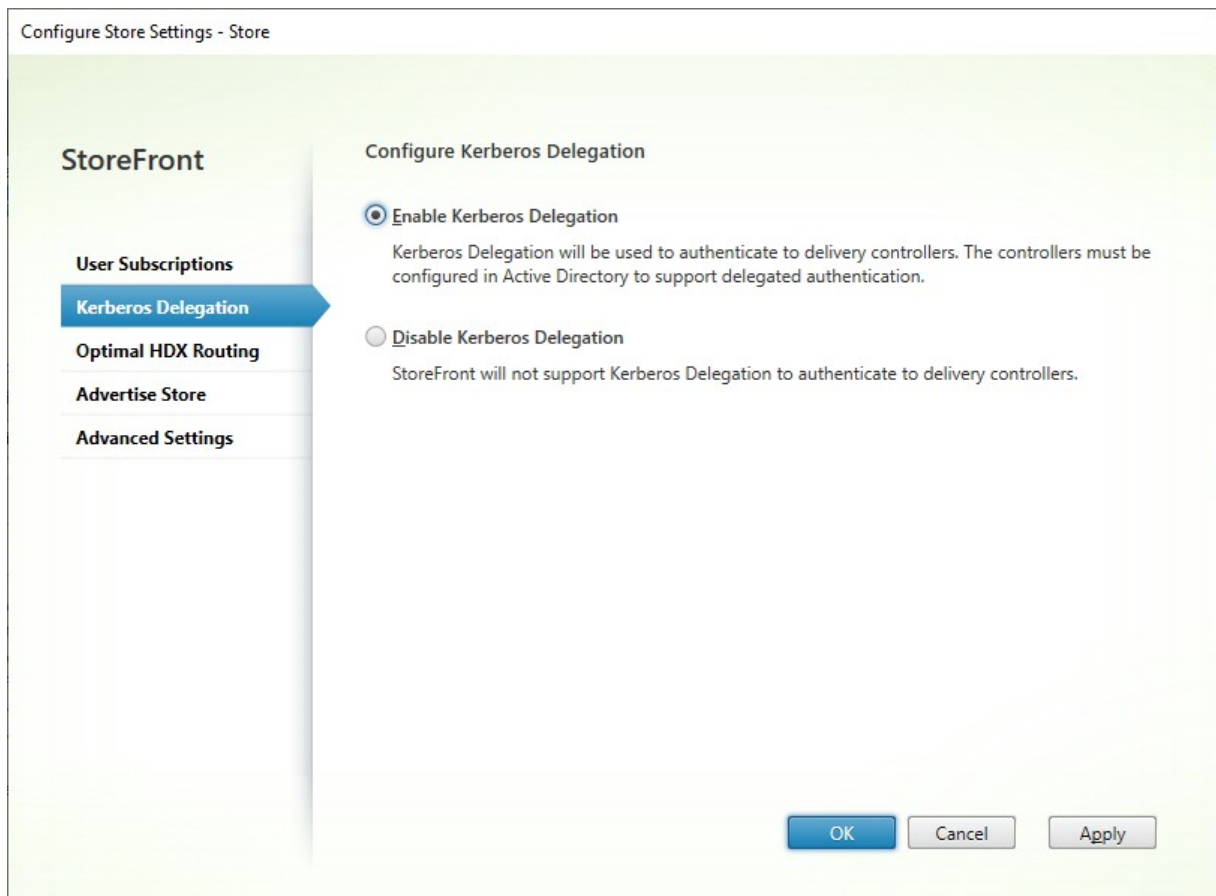 Configure Store Settings - Store
StoreFront
User Subscriptions
Kerberos Delegation
Optimal HDX Routing
Advertise Store
Advanced Settings
Configure Kerberos Delegation
Enable Kerberos Delegation
Kerberos Delegation will be used to authenticate to delivery controllers. The controllers must be
configured in Active Directory to support delegated authentication.
Disable Kerberos Delegation
StoreFront will not support Kerberos Delegation to authenticate to delivery controllers.
OK
Cancel
Apply